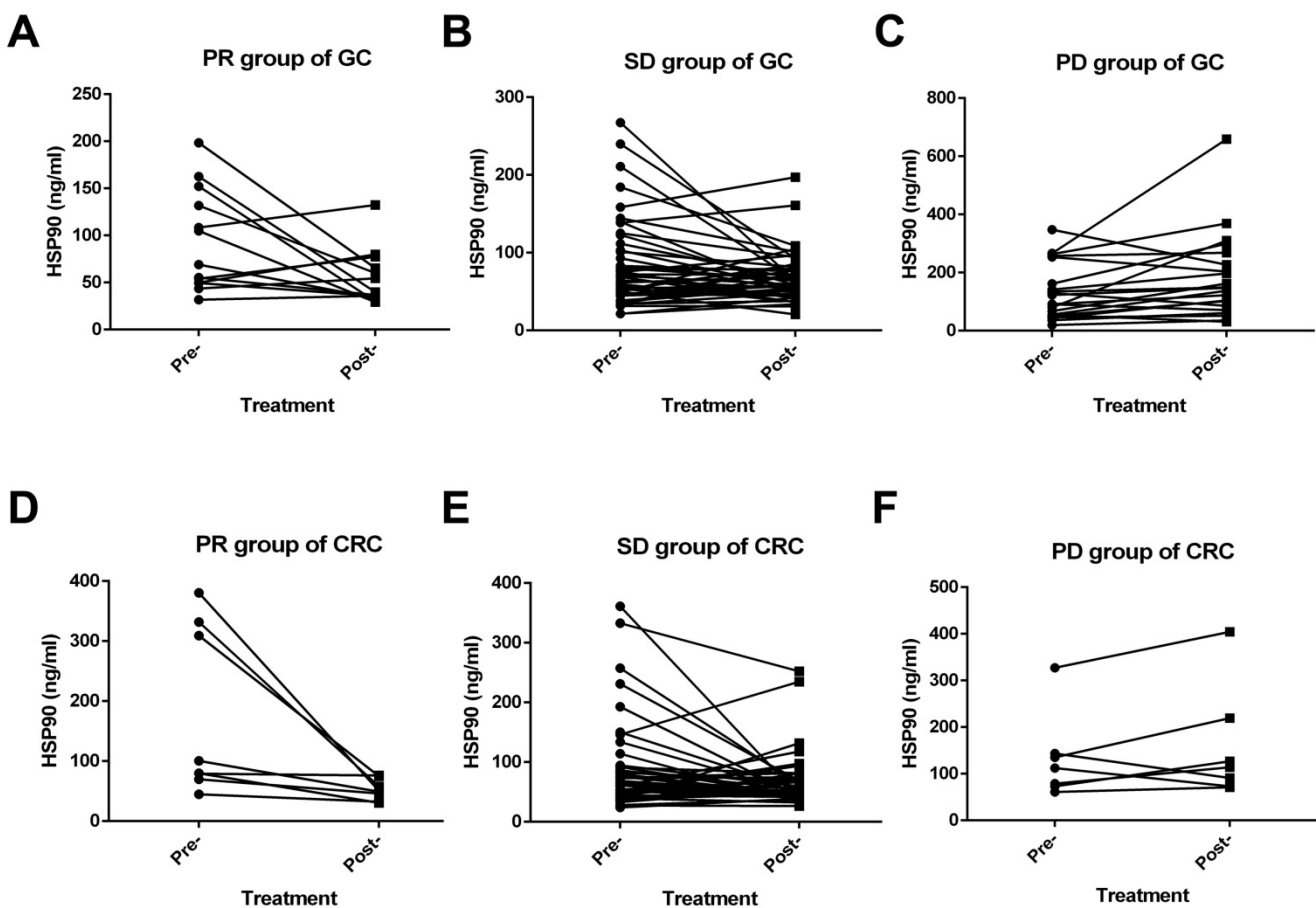 A
PR group of GC
HSP90 (ng/ml)
250
200
150
100
50
0
Pre-
Post-
Treatment
B
SD group of GC
HSP90 (ng/ml)
300
200
100
0
Pre-
Post-
Treatment
C
PD group of GC
HSP90 (ng/ml)
800
600
400
200
0
Pre-
Post-
Treatment
D
PR group of CRC
HSP90 (ng/ml)
400
300
200
100
0
Pre-
Post-
Treatment
E
SD group of CRC
HSP90 (ng/ml)
400
300
200
100
0
Pre-
Post-
Treatment
F
PD group of CRC
HSP90 (ng/ml)
500
400
300
200
100
0
Pre-
Post-
Treatment